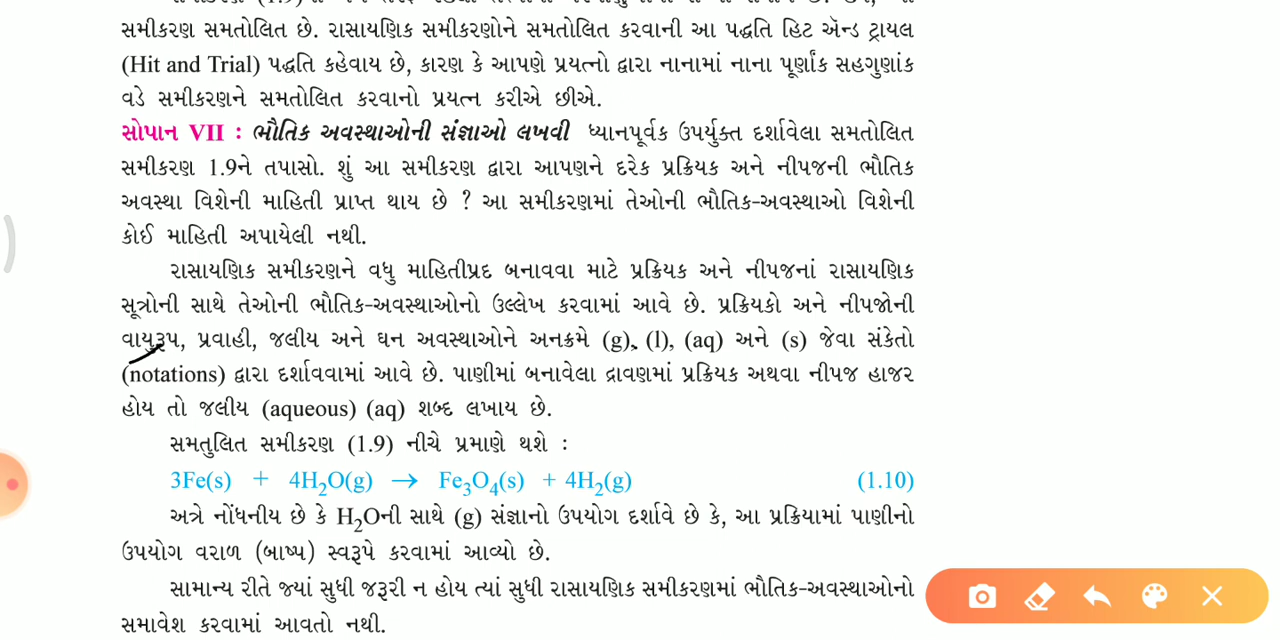 સમીકરણ સમતોલિત છે. રાસાયણિક સમીકરણોને સમતોલિત કરવાની આ પદ્ધતિ હિટ ઍન્ડ ટ્રાયલ
(Hit and Trial) પદ્ધતિ કહેવાય છે, કારણ કે આપણે પ્રયત્નો દ્વારા નાનામાં નાના પૂર્ણાંક સહગુણાંક
વડે સમીકરણને સમતોલિત કરવાનો પ્રયત્ન કરીએ છીએ.
સોપાન VII : ભૌતિક અવસ્થાઓની સંજ્ઞાઓ લખવી ધ્યાનપૂર્વક ઉપર્યુક્ત દર્શાવેલા સમતોલિત
સમીકરણ 1.9ને તપાસો. શું આ સમીકરણ દ્વારા આપણને દરેક પ્રક્રિયક અને નીપજની ભૌતિક
અવસ્થા વિશેની માહિતી પ્રાપ્ત થાય છે ? આ સમીકરણમાં તેઓની ભૌતિક-અવસ્થાઓ વિશેની
કોઈ માહિતી અપાયેલી નથી.
રાસાયણિક સમીકરણને વધુ માહિતીપ્રદ બનાવવા માટે પ્રક્રિયક અને નીપજનાં રાસાયણિક
સૂત્રોની સાથે તેઓની ભૌતિક-અવસ્થાઓનો ઉલ્લેખ કરવામાં આવે છે. પ્રક્રિયકો અને નીપજોની
વાયુરૂપ, પ્રવાહી, જલીય અને ઘન અવસ્થાઓને અનક્રમે (g), (l), (aq) અને (s) જેવા સંકેતો
(notations) દ્વારા દર્શાવવામાં આવે છે. પાણીમાં બનાવેલા દ્રાવણમાં પ્રક્રિયક અથવા નીપજ હાજર
હોય તો જલીય (aqueous) (aq) શબ્દ લખાય છે.
સમતુલિત સમીકરણ (1.9) નીચે પ્રમાણે થશે :
3Fe(s) + 4H₂O(g) → Fe₃O₄(s) + 4H₂(g) (1.10)
અત્રે નોંધનીય છે કે H₂Oની સાથે (g) સંજ્ઞાનો ઉપયોગ દર્શાવે છે કે, આ પ્રક્રિયામાં પાણીનો
ઉપયોગ વરાળ (બાષ્પ) સ્વરૂપે કરવામાં આવ્યો છે.
સામાન્ય રીતે જ્યાં સુધી જરૂરી ન હોય ત્યાં સુધી રાસાયણિક સમીકરણમાં ભૌતિક-અવસ્થાઓનો
સમાવેશ કરવામાં આવતો નથી.